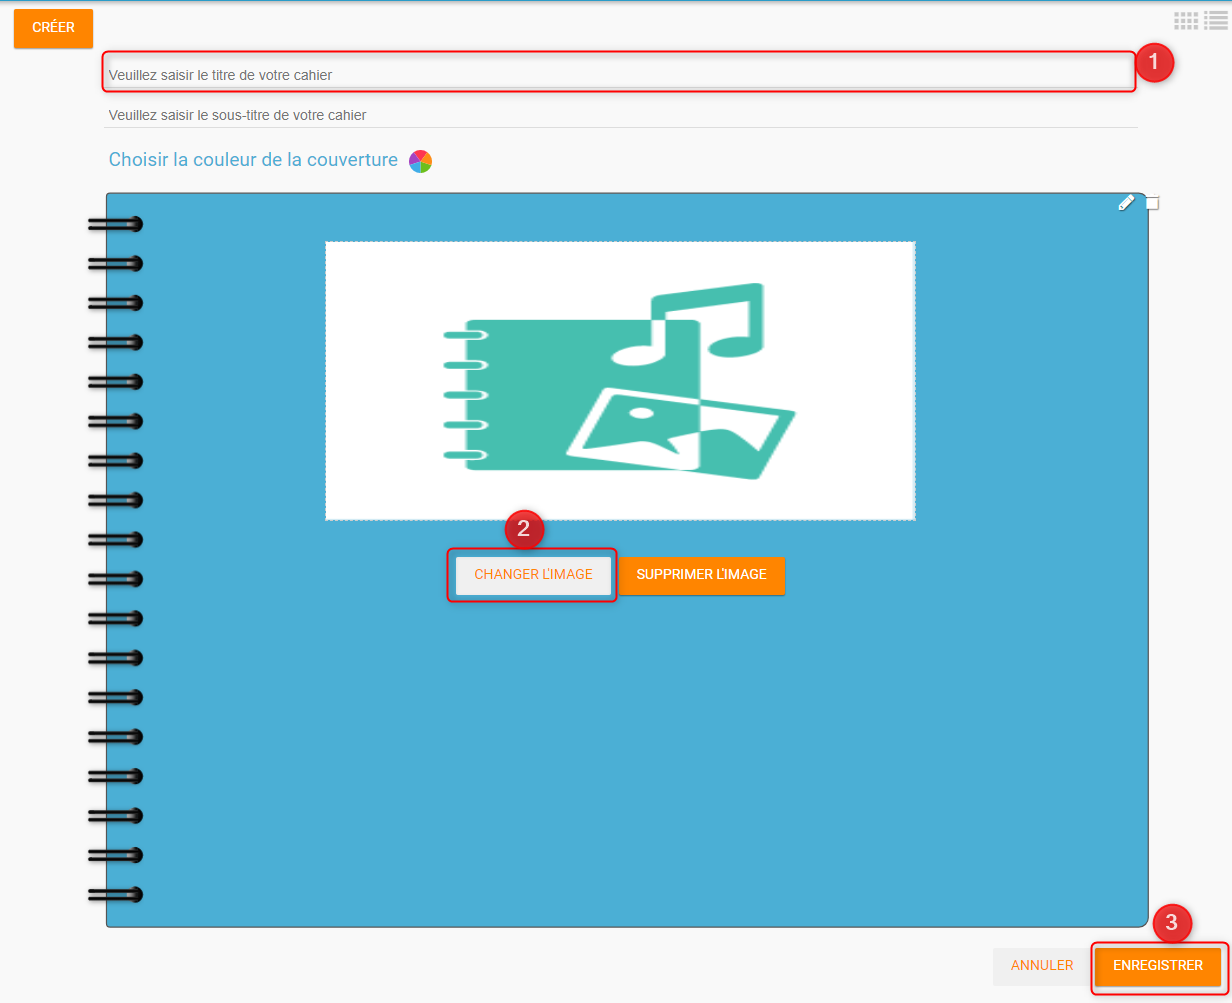 CRÉER
1
Veuillez saisir le titre de votre cahier
Veuillez saisir le sous-titre de votre cahier
Choisir la couleur de la couverture
2
CHANGER L'IMAGE SUPPRIMER L'IMAGE
3
ANNULER ENREGISTRER